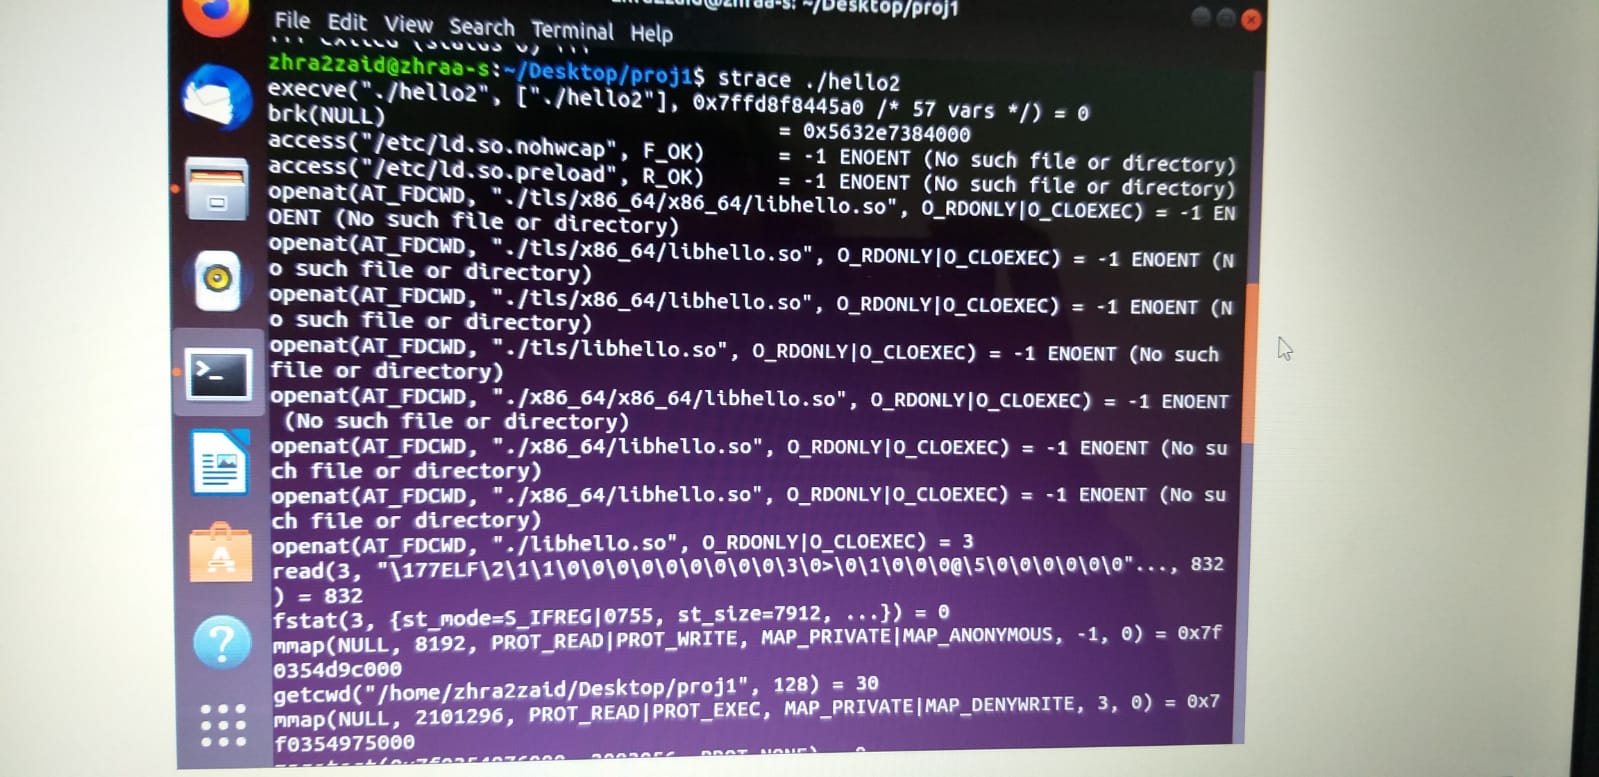 zhra2zaid@zhraa-s: ~/Desktop/proj1
File Edit View Search Terminal Help
zhra2zaid@zhraa-s:~/Desktop/proj1$ strace ./hello2
execve("./hello2", ["./hello2"], 0x7ffd8f8445a0 /* 57 vars */) = 0
brk(NULL)                               = 0x5632e7384000
access("/etc/ld.so.nohwcap", F_OK)      = -1 ENOENT (No such file or directory)
access("/etc/ld.so.preload", R_OK)      = -1 ENOENT (No such file or directory)
openat(AT_FDCWD, "./tls/x86_64/x86_64/libhello.so", O_RDONLY|O_CLOEXEC) = -1 EN
OENT (No such file or directory)
openat(AT_FDCWD, "./tls/x86_64/libhello.so", O_RDONLY|O_CLOEXEC) = -1 ENOENT (N
o such file or directory)
openat(AT_FDCWD, "./tls/x86_64/libhello.so", O_RDONLY|O_CLOEXEC) = -1 ENOENT (N
o such file or directory)
openat(AT_FDCWD, "./tls/libhello.so", O_RDONLY|O_CLOEXEC) = -1 ENOENT (No such
file or directory)
openat(AT_FDCWD, "./x86_64/x86_64/libhello.so", O_RDONLY|O_CLOEXEC) = -1 ENOENT
 (No such file or directory)
openat(AT_FDCWD, "./x86_64/libhello.so", O_RDONLY|O_CLOEXEC) = -1 ENOENT (No su
ch file or directory)
openat(AT_FDCWD, "./x86_64/libhello.so", O_RDONLY|O_CLOEXEC) = -1 ENOENT (No su
ch file or directory)
openat(AT_FDCWD, "./libhello.so", O_RDONLY|O_CLOEXEC) = 3
read(3, "\177ELF\2\1\1\0\0\0\0\0\0\0\0\0\3\0>\0\1\0\0\0@\5\0\0\0\0\0\0"..., 832
) = 832
fstat(3, {st_mode=S_IFREG|0755, st_size=7912, ...}) = 0
mmap(NULL, 8192, PROT_READ|PROT_WRITE, MAP_PRIVATE|MAP_ANONYMOUS, -1, 0) = 0x7f
0354d9c000
getcwd("/home/zhra2zaid/Desktop/proj1", 128) = 30
mmap(NULL, 2101296, PROT_READ|PROT_EXEC, MAP_PRIVATE|MAP_DENYWRITE, 3, 0) = 0x7
f0354975000